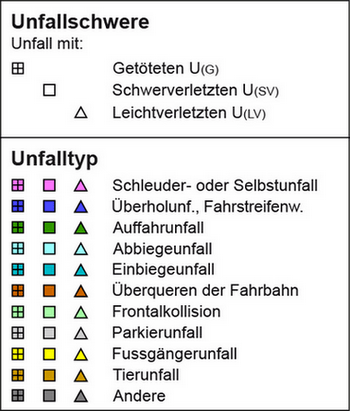 Unfallschwere
Unfall mit:
Getöteten U(G)
Schwerverletzten U(SV)
Leichtverletzten U(LV)
Unfalltyp
Schleuder- oder Selbstunfall
Überholunf., Fahrstreifenw.
Auffahrunfall
Abbiegeunfall
Einbiegeunfall
Überqueren der Fahrbahn
Frontalkollision
Parkierunfall
Fussgängerunfall
Tierunfall
Andere